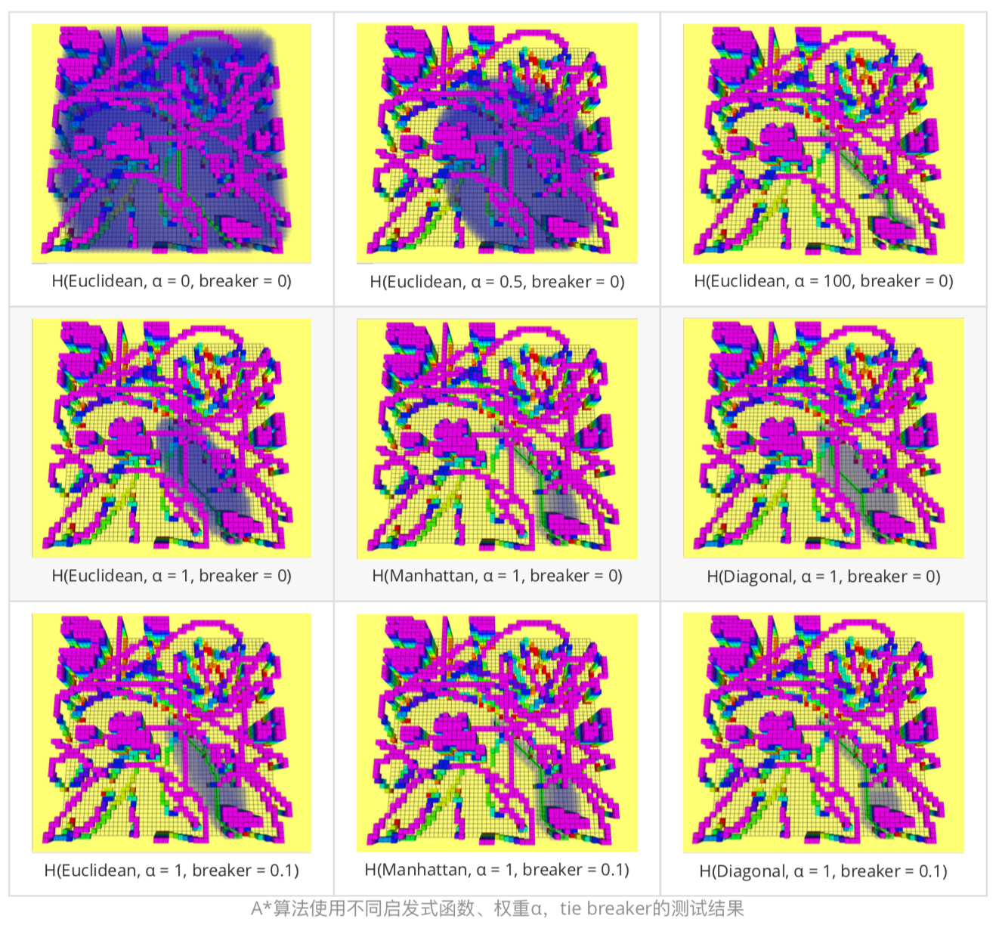 H(Euclidean, α = 0, breaker = 0)
H(Euclidean, α = 0.5, breaker = 0)
H(Euclidean, α = 100, breaker = 0)
H(Euclidean, α = 1, breaker = 0)
H(Manhattan, α = 1, breaker = 0)
H(Diagonal, α = 1, breaker = 0)
H(Euclidean, α = 1, breaker = 0.1)
H(Manhattan, α = 1, breaker = 0.1)
H(Diagonal, α = 1, breaker = 0.1)
A*算法使用不同启发式函数、权重α，tie breaker的测试结果